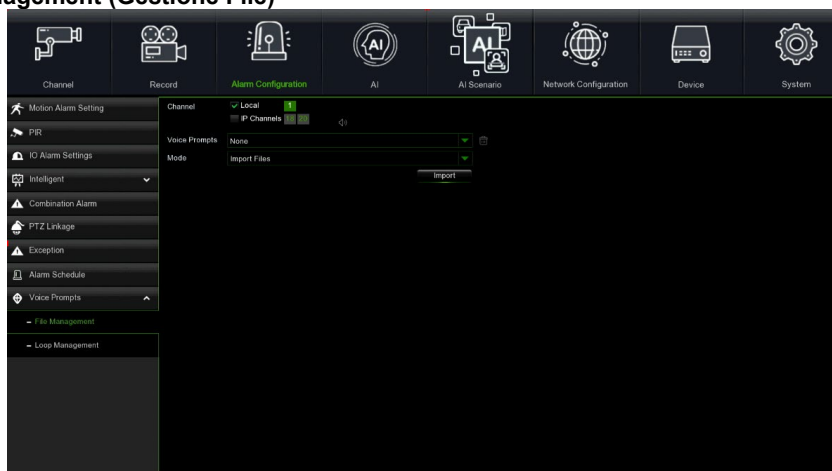 agement (Gestione File)
Channel Record Alarm Configuration AI AI Scenario Network Configuration Device System
Motion Alarm Setting
PIR
IO Alarm Settings
Intelligent
Combination Alarm
PTZ Linkage
Exception
Alarm Schedule
Voice Prompts
File Management
Loop Management
Channel Local 1
IP Channels
Voice Prompts None
Mode Import Files
Import